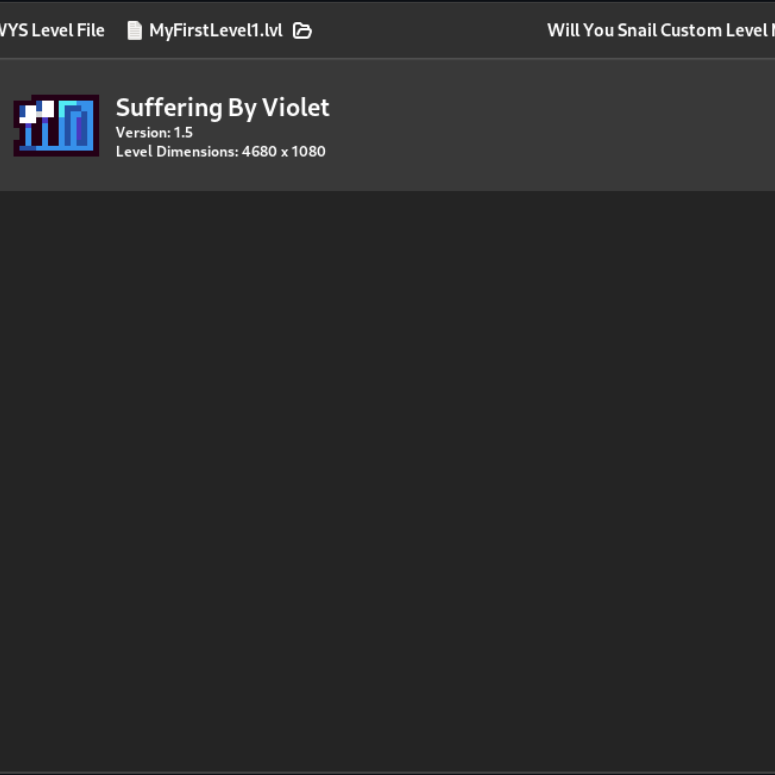 WYS Level File MyFirstLevel1.lvl Will You Snail Custom Level
Suffering By Violet
Version: 1.5
Level Dimensions: 4680 x 1080